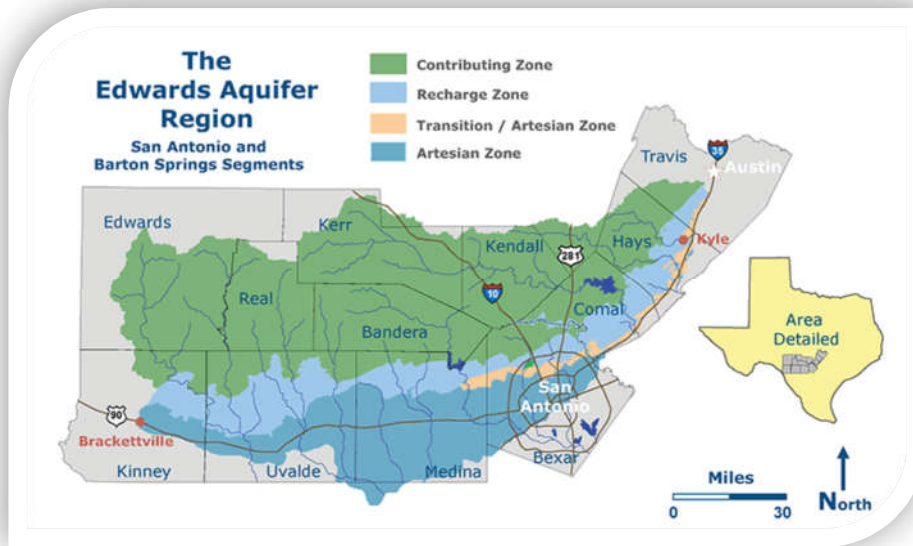 The
Edwards Aquifer
Region
San Antonio and
Barton Springs Segments
Contributing Zone
Recharge Zone
Transition / Artesian Zone
Artesian Zone
Travis
35
Austin
Edwards
Kerr
Kendall
Hays
Kyle
281
Real
10
Comal
Bandera
Area
Detailed
San
Antonio
90
Brackettville
Kinney
Uvalde
Medina
Bexar
Miles
0 30
North